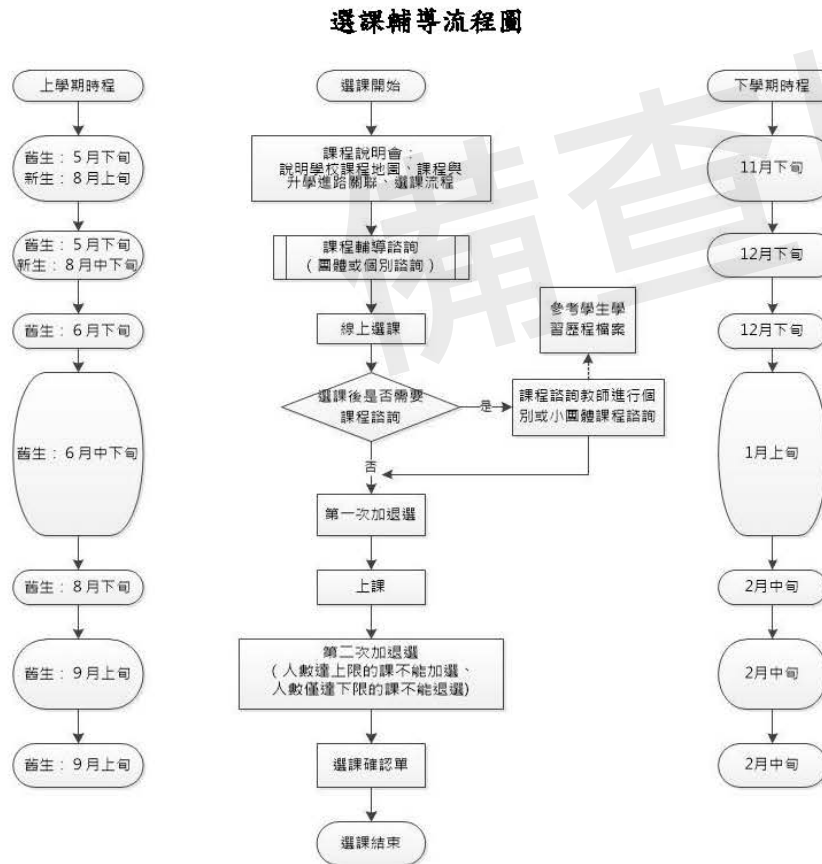 選課輔導流程圖
上學期時程
選課開始
下學期時程
舊生：5月下旬
新生：8月上旬
課程說明會：
說明學校課程地圖、課程與
升學進路關聯、選課流程
11月下旬
舊生：5月下旬
新生：8月中下旬
課程輔導諮詢
（團體或個別諮詢）
12月下旬
參考學生學
習歷程檔案
舊生：6月下旬
線上選課
12月下旬
選課後是否需要
課程諮詢
是
課程諮詢教師進行個
別或小團體課程諮詢
舊生：6月中下旬
1月上旬
否
第一次加退選
舊生：8月下旬
上課
2月中旬
舊生：9月上旬
第二次加退選
（人數達上限的課不能加選、
人數僅達下限的課不能退選)
2月中旬
舊生：9月上旬
選課確認單
2月中旬
選課結束
備查